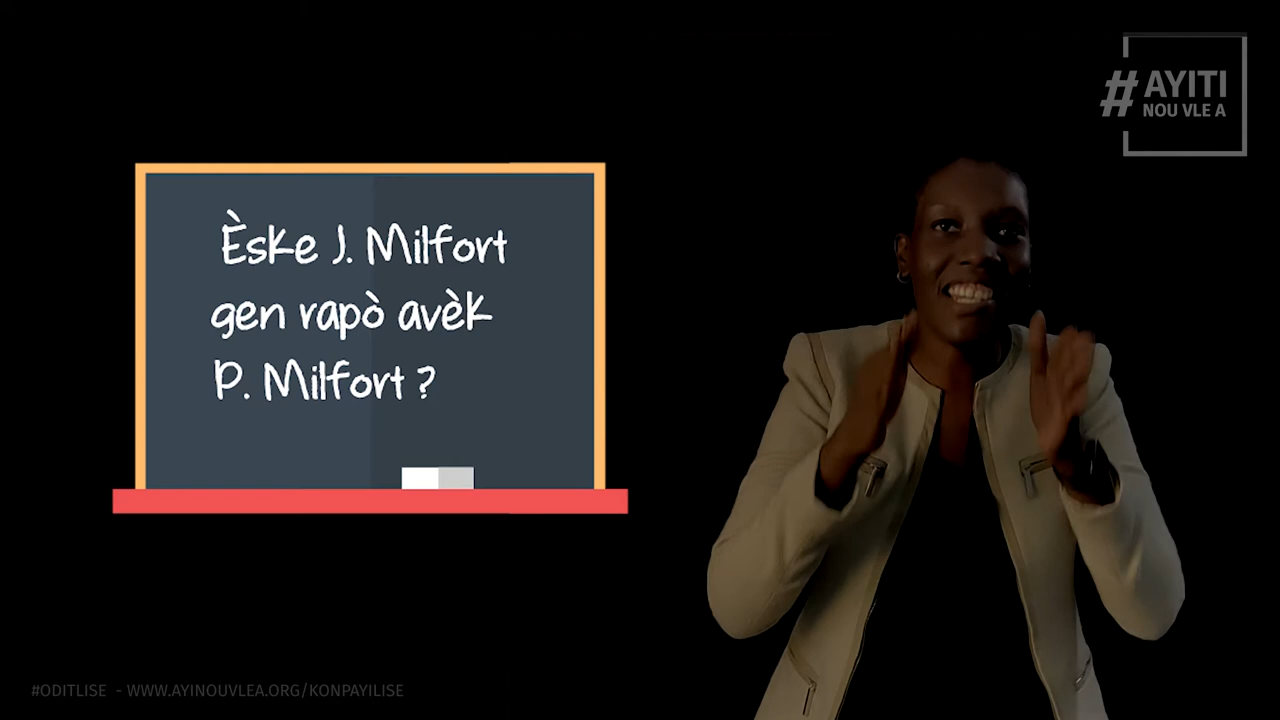 #AYITI
NOU VLE A
Èske J. Milfort
gen rapò avèk
P. Milfort ?
#ODITLISE - WWW.AYINOUVLEA.ORG/KONPAYILISE